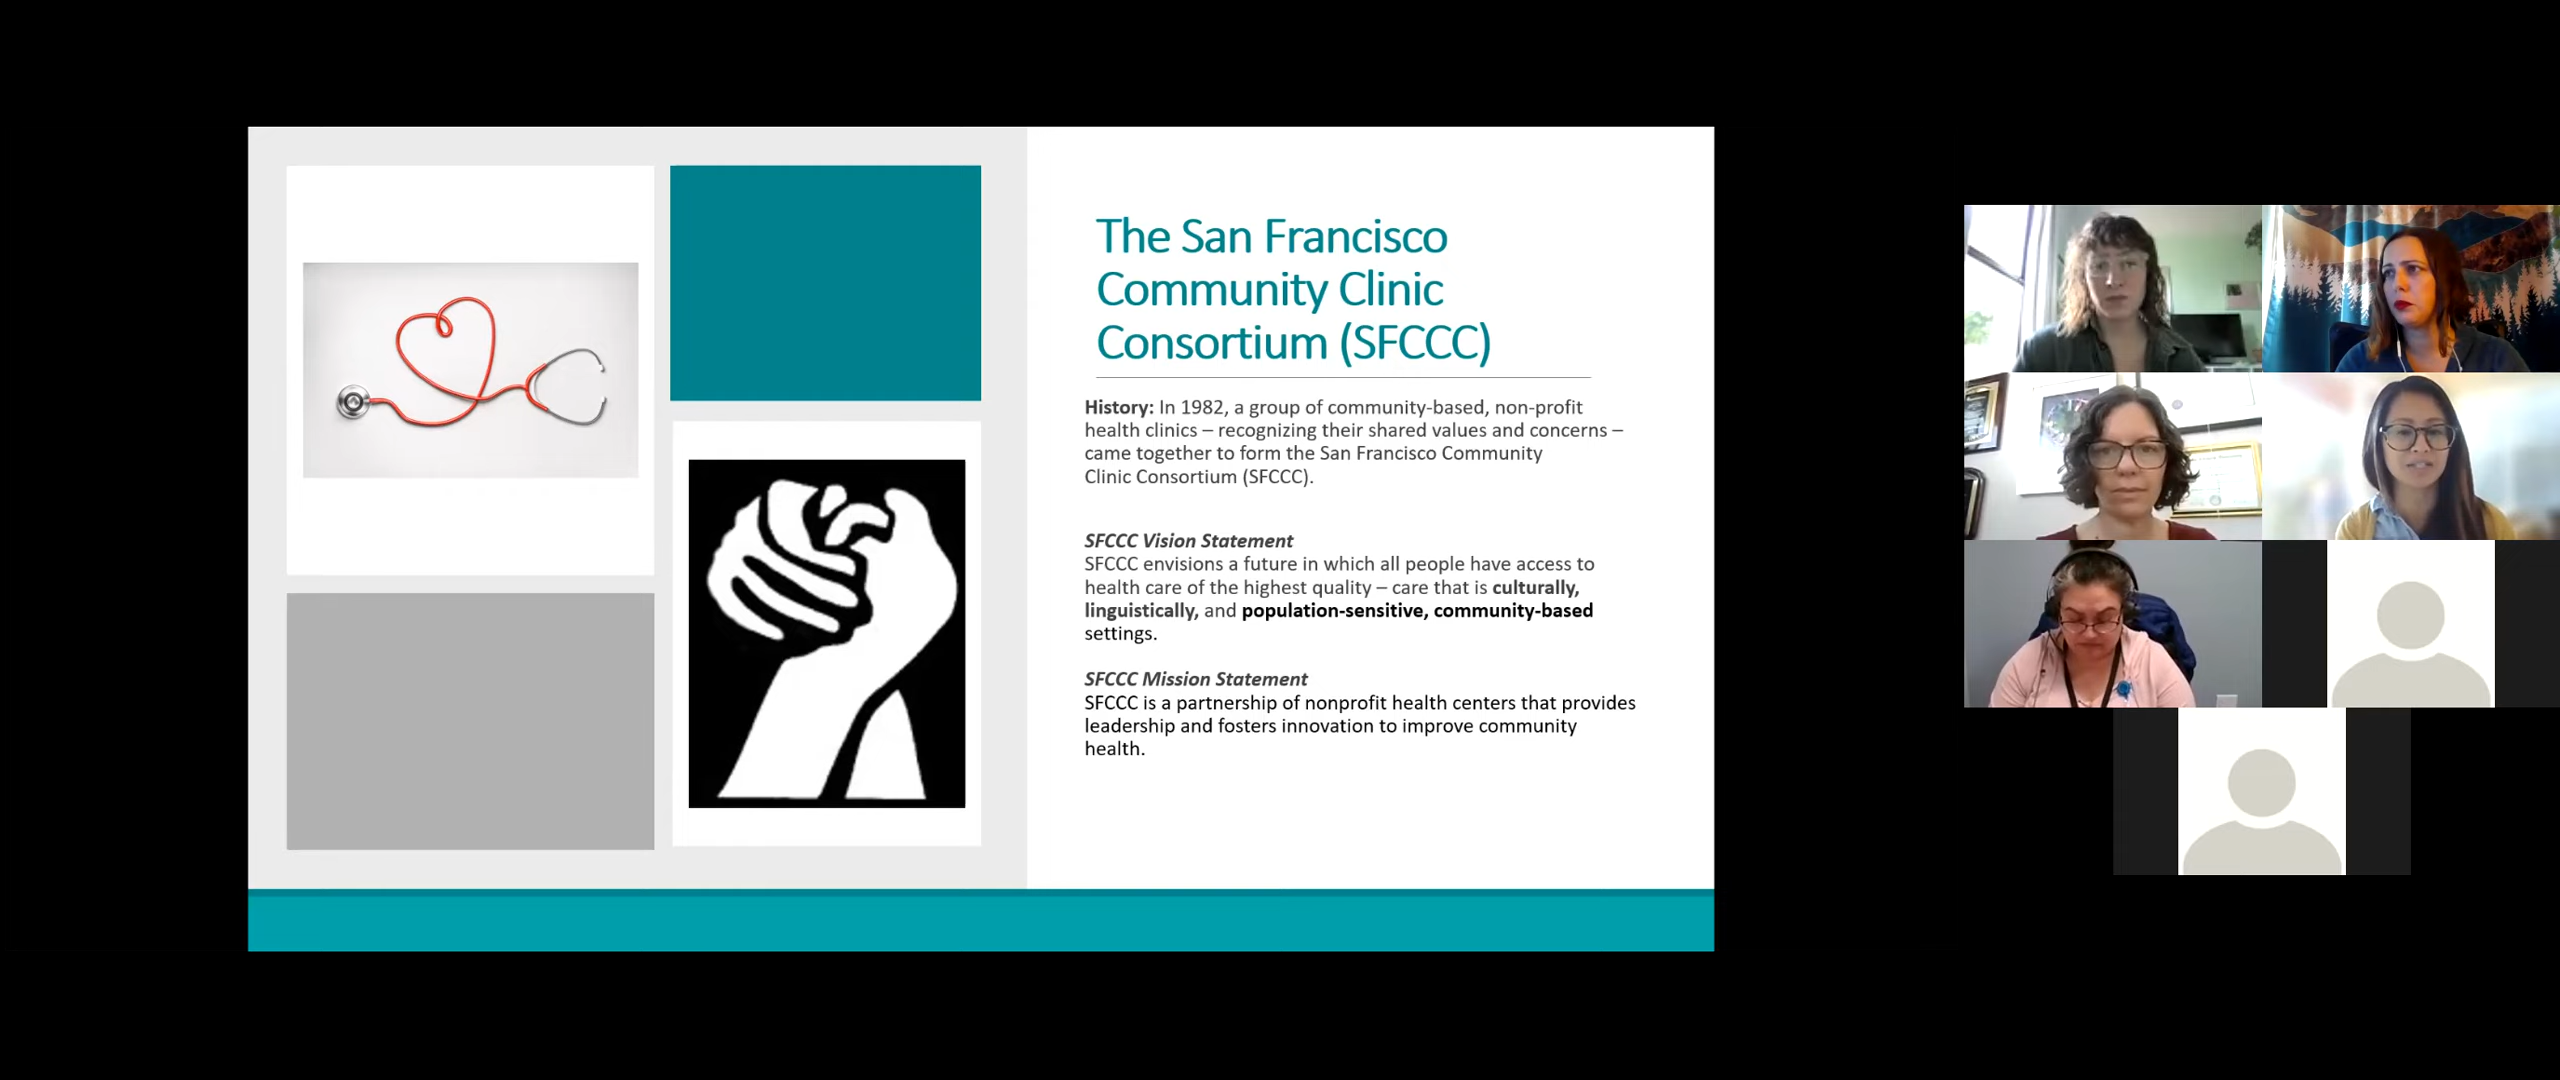 The San Francisco
Community Clinic
Consortium (SFCCC)
History: In 1982, a group of community-based, non-profit
health clinics – recognizing their shared values and concerns –
came together to form the San Francisco Community
Clinic Consortium (SFCCC).
SFCCC Vision Statement
SFCCC envisions a future in which all people have access to
health care of the highest quality – care that is culturally,
linguistically, and population-sensitive, community-based
settings.
SFCCC Mission Statement
SFCCC is a partnership of nonprofit health centers that provides
leadership and fosters innovation to improve community
health.